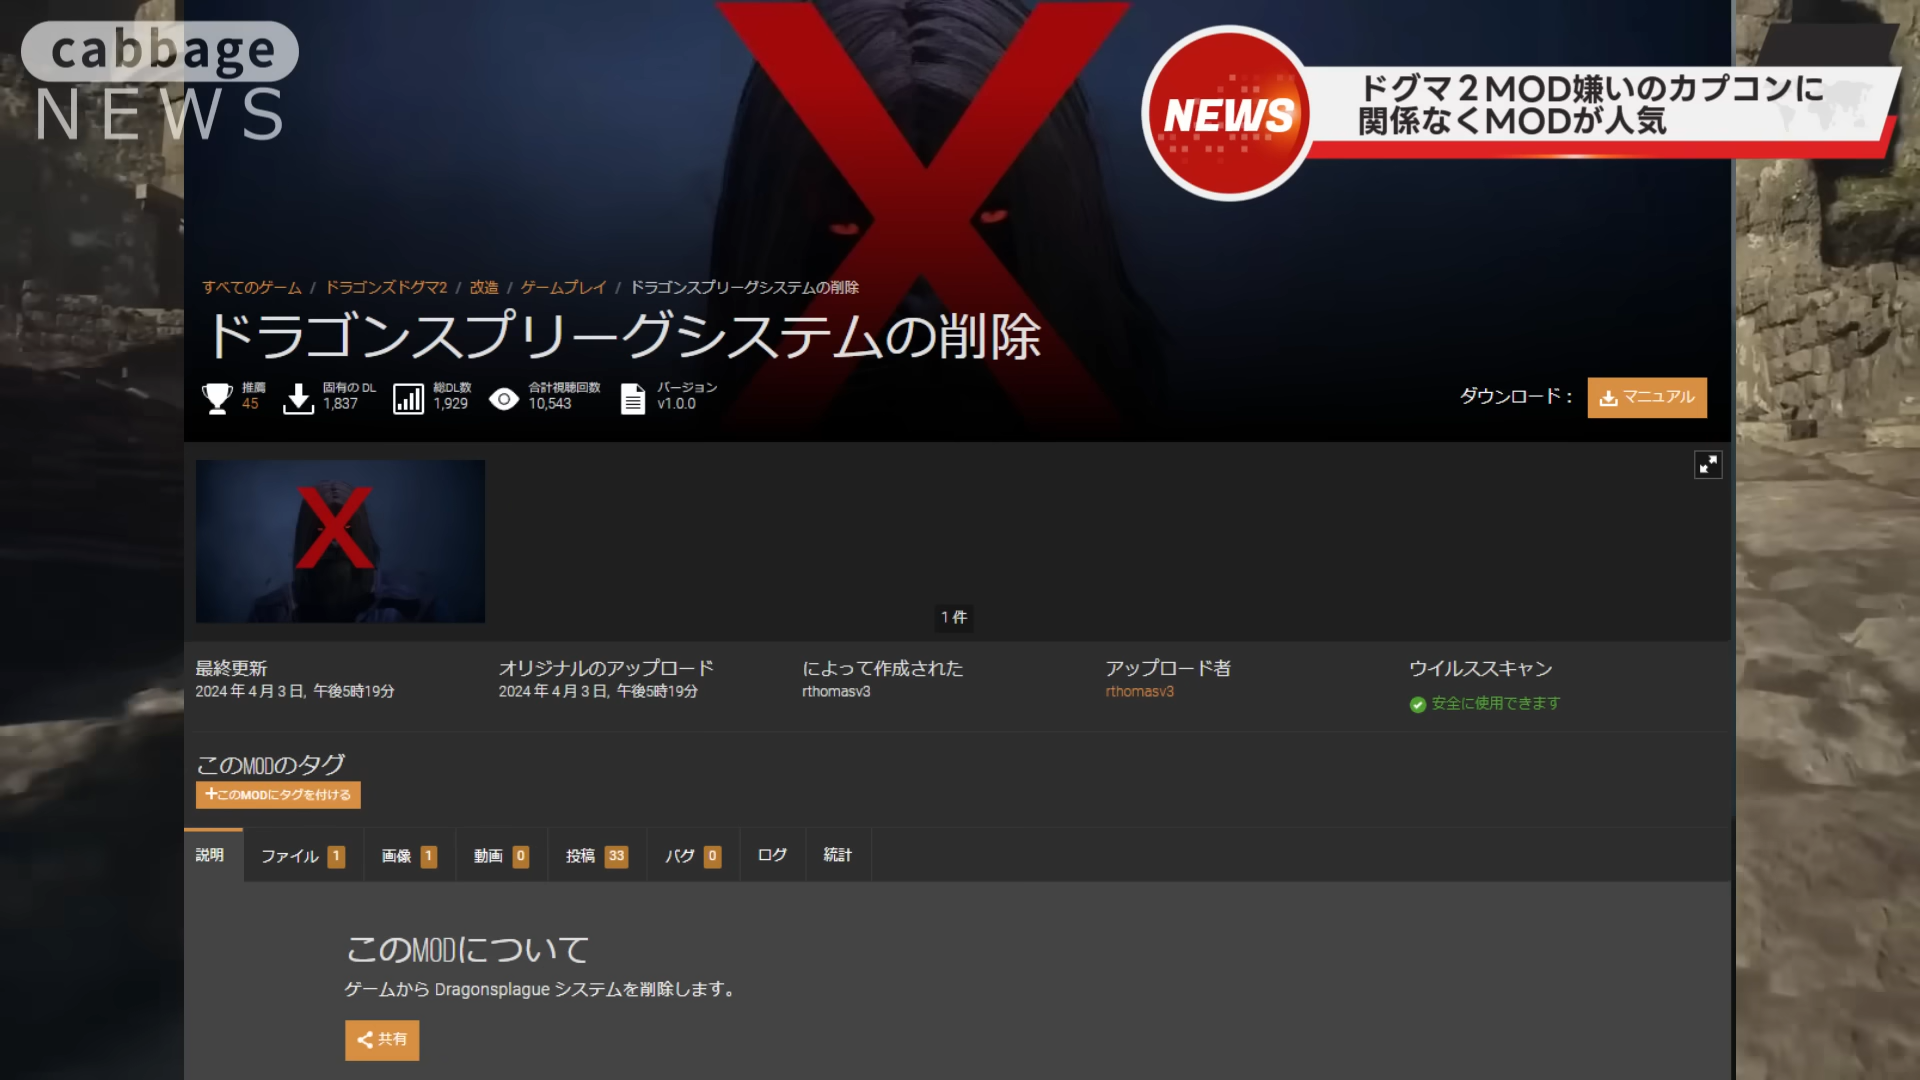 cabbage
NEWS
NEWS
ドグマ２MOD嫌いのカプコンに
関係なくMODが人気
すべてのゲーム / ドラゴンズドグマ2 / 改造 / ゲームプレイ / ドラゴンスプリーグシステムの削除
ドラゴンスプリーグシステムの削除
推薦
45
固有の DL
1,837
総DL数
1,929
合計視聴回数
10,543
バージョン
v1.0.0
ダウンロード：
マニュアル
1 件
最終更新
2024 年 4 月 3 日, 午後5時19分
オリジナルのアップロード
2024 年 4 月 3 日, 午後5時19分
によって作成された
rthomasv3
アップロード者
rthomasv3
ウイルススキャン
安全に使用できます
このMODのタグ
+このMODにタグを付ける
説明
ファイル 1
画像 1
動画 0
投稿 33
バグ 0
ログ
統計
このMODについて
ゲームから Dragonsplague システムを削除します。
共有